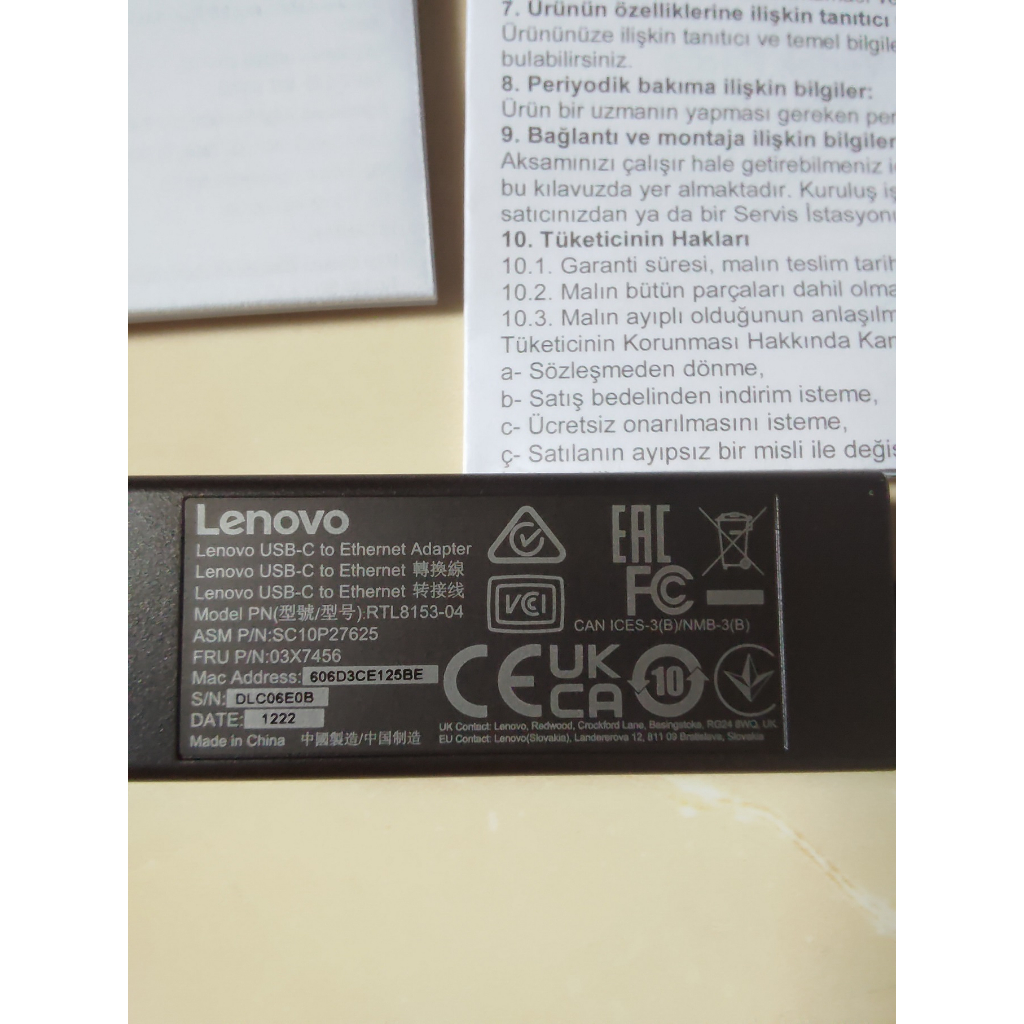 7. Ürünün özelliklerine ilişkin tanıtıcı
Ürününüze ilişkin tanıtıcı ve temel bilgile
bulabilirsiniz.
8. Periyodik bakıma ilişkin bilgiler:
Ürün bir uzmanın yapması gereken per
9. Bağlantı ve montaja ilişkin bilgiler
Aksamınızı çalışır hale getirebilmeniz i
bu kılavuzda yer almaktadır. Kuruluş iş
satıcınızdan ya da bir Servis İstasyonu
10. Tüketicinin Hakları
10.1. Garanti süresi, malın teslim tarih
10.2. Malın bütün parçaları dahil olma
10.3. Malın ayıplı olduğunun anlaşılm
Tüketicinin Korunması Hakkında Kan
a- Sözleşmeden dönme,
b- Satış bedelinden indirim isteme,
c- Ücretsiz onarılmasını isteme,
ç- Satılanın ayıpsız bir misli ile değiş
Lenovo
Lenovo USB-C to Ethernet Adapter
Lenovo USB-C to Ethernet 轉換線
Lenovo USB-C to Ethernet 转接线
Model PN(型號/型号):RTL8153-04
ASM P/N:SC10P27625
FRU P/N:03X7456
Mac Address: 606D3CE125BE
S/N: DLC06E0B
DATE: 1222
Made in China 中國製造/中国制造
VCI
EAC
FC
CAN ICES-3(B)/NMB-3(B)
CE
UK
CA
10
UK Contact: Lenovo, Redwood, Crockford Lane, Basingstoke, RG24 8WQ, UK
EU Contact: Lenovo(Slovakia), Landererova 12, 811 09 Bratislava, Slovakia